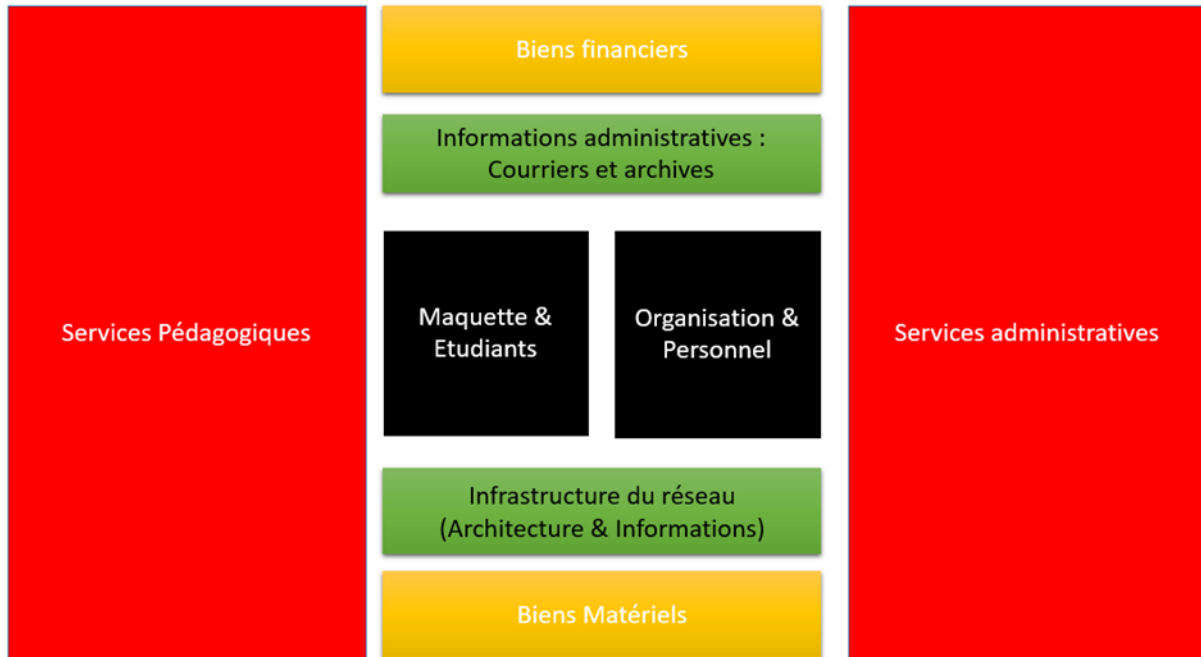 Biens financiers
Informations administratives :
Courriers et archives
Services Pédagogiques
Maquette &
Etudiants
Organisation &
Personnel
Services administratives
Infrastructure du réseau
(Architecture & Informations)
Biens Matériels